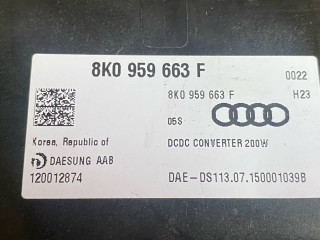 8K0 959 663 F
0022
8K0 959 663 F H23
05S
Korea, Republic of
DCDC CONVERTER 200W
DAESUNG AAB
120012874
DAE-DS113.07.150001039B